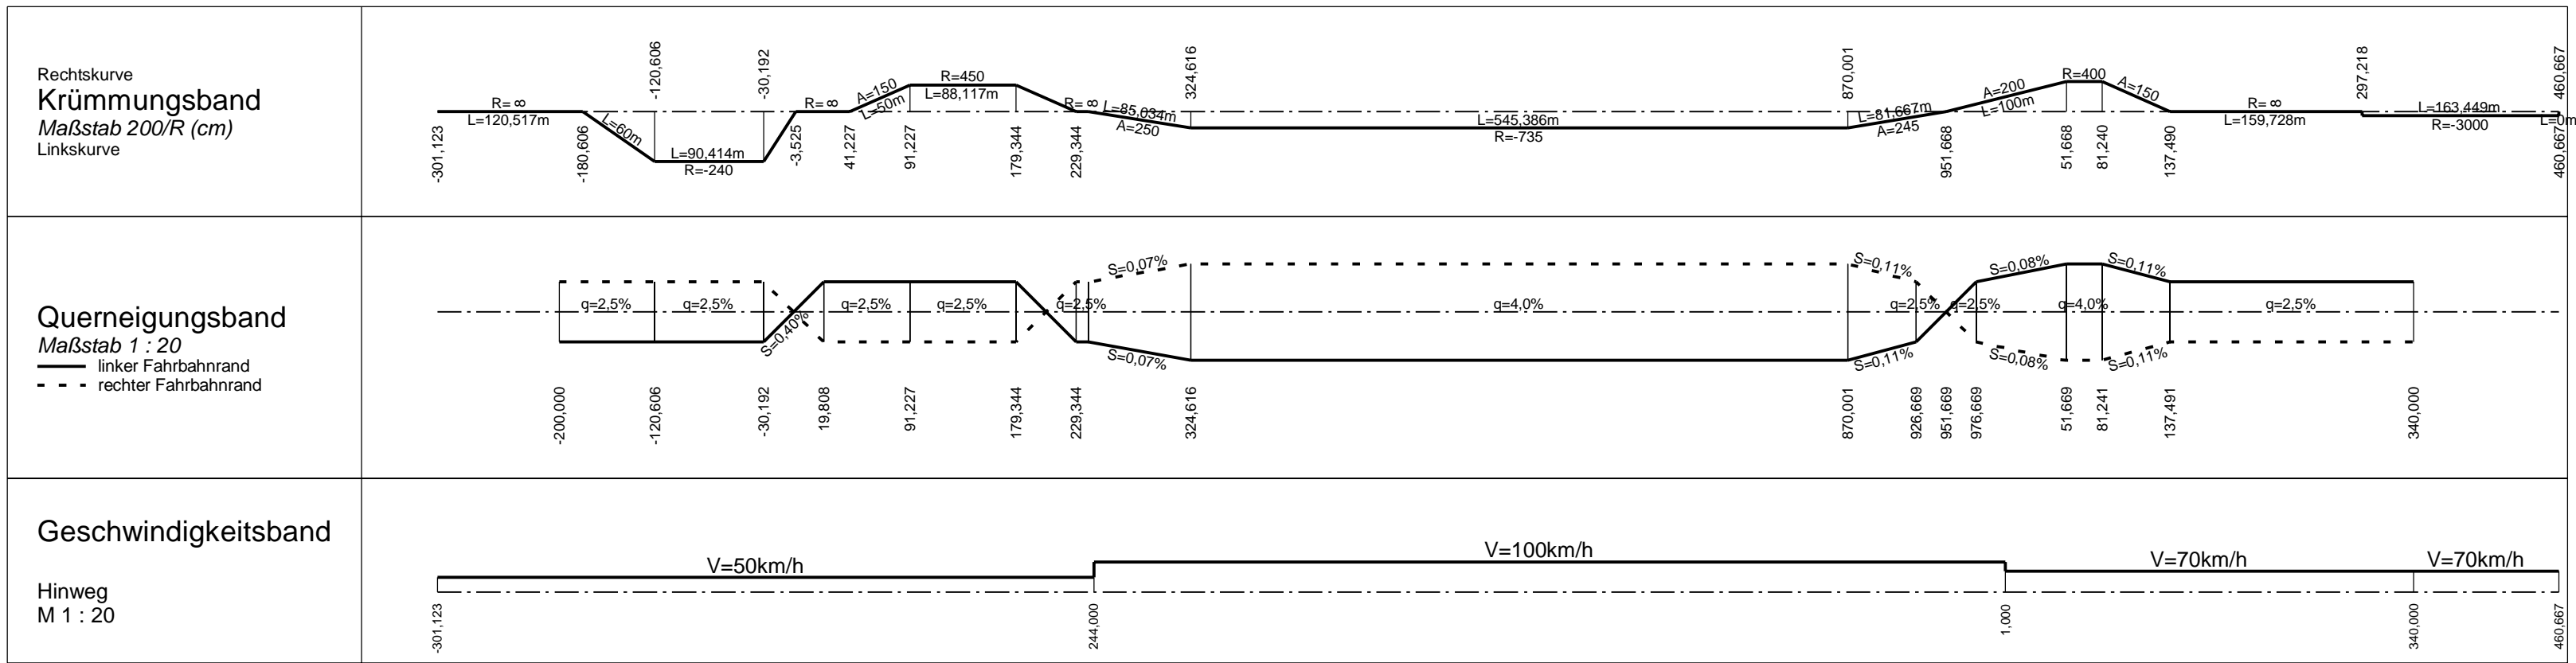 Rechtskurve
Krümmungsband
Maßstab 200/R (cm)
Linkskurve
-301,123
R= ∞
L=120,517m
-180,606
L=60m
-120,606
L=90,414m
R=-240
-30,192
-3,525
R= ∞
41,227
A=150
L=50m
91,227
R=450
L=88,117m
179,344
229,344
R= ∞
L=85,034m
A=250
324,616
L=545,386m
R=-735
870,001
L=81,667m
A=245
951,668
A=200
L=100m
51,668
R=400
81,240
A=150
137,490
R= ∞
L=159,728m
297,218
L=163,449m
R=-3000
460,667
L=0m
460,667
Querneigungsband
Maßstab 1 : 20
linker Fahrbahnrand
rechter Fahrbahnrand
q=2,5%
q=2,5%
S=0,40%
q=2,5%
q=2,5%
q=2,5%
S=0,07%
S=0,07%
q=4,0%
S=0,11%
S=0,11%
q=2,5%
q=2,5%
S=0,08%
S=0,08%
q=4,0%
S=0,11%
S=0,11%
q=2,5%
-200,000
-120,606
-30,192
19,808
91,227
179,344
229,344
324,616
870,001
926,669
951,669
976,669
51,669
81,241
137,491
340,000
Geschwindigkeitsband
Hinweg
M 1 : 20
V=50km/h
V=100km/h
V=70km/h
V=70km/h
-301,123
244,000
1,000
340,000
460,667